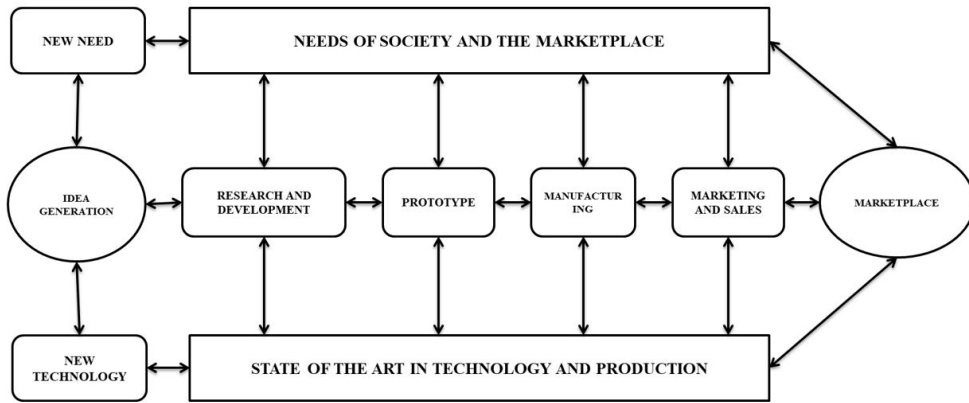 NEW NEED
NEEDS OF SOCIETY AND THE MARKETPLACE
IDEA
GENERATION
RESEARCH AND
DEVELOPMENT
PROTOTYPE
MANUFACTUR
ING
MARKETING
AND SALES
MARKETPLACE
NEW
TECHNOLOGY
STATE OF THE ART IN TECHNOLOGY AND PRODUCTION